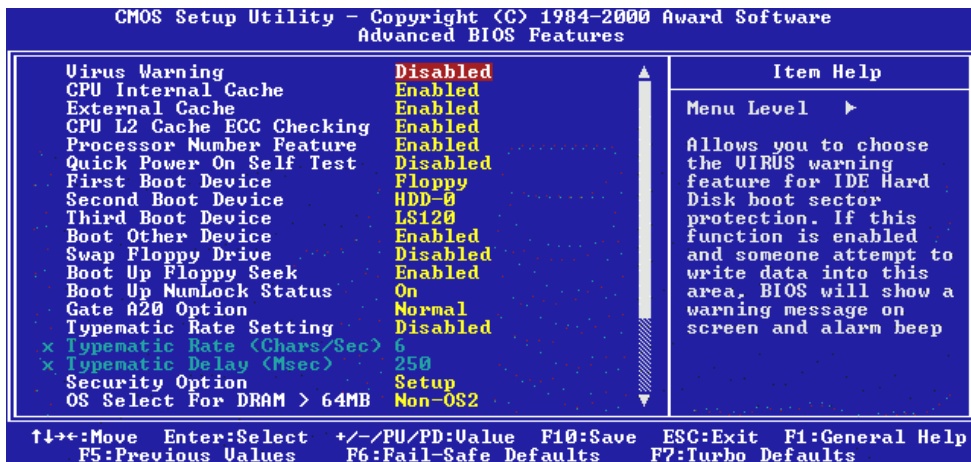 CMOS Setup Utility - Copyright (C) 1984-2000 Award Software
Advanced BIOS Features
Virus Warning Disabled
CPU Internal Cache Enabled
External Cache Enabled
CPU L2 Cache ECC Checking Enabled
Processor Number Feature Enabled
Quick Power On Self Test Disabled
First Boot Device Floppy
Second Boot Device HDD-0
Third Boot Device LS120
Boot Other Device Enabled
Swap Floppy Drive Disabled
Boot Up Floppy Seek Enabled
Boot Up NumLock Status On
Gate A20 Option Normal
Typematic Rate Setting Disabled
x Typematic Rate (Chars/Sec) 6
x Typematic Delay (Msec) 250
Security Option Setup
OS Select For DRAM > 64MB Non-OS2
Item Help
Menu Level ►
Allows you to choose
the VIRUS warning
feature for IDE Hard
Disk boot sector
protection. If this
function is enabled
and someone attempt to
write data into this
area, BIOS will show a
warning message on
screen and alarm beep
↑↓→←:Move Enter:Select +/-/PU/PD:Value F10:Save ESC:Exit F1:General Help
F5:Previous Values F6:Fail-Safe Defaults F7:Turbo Defaults